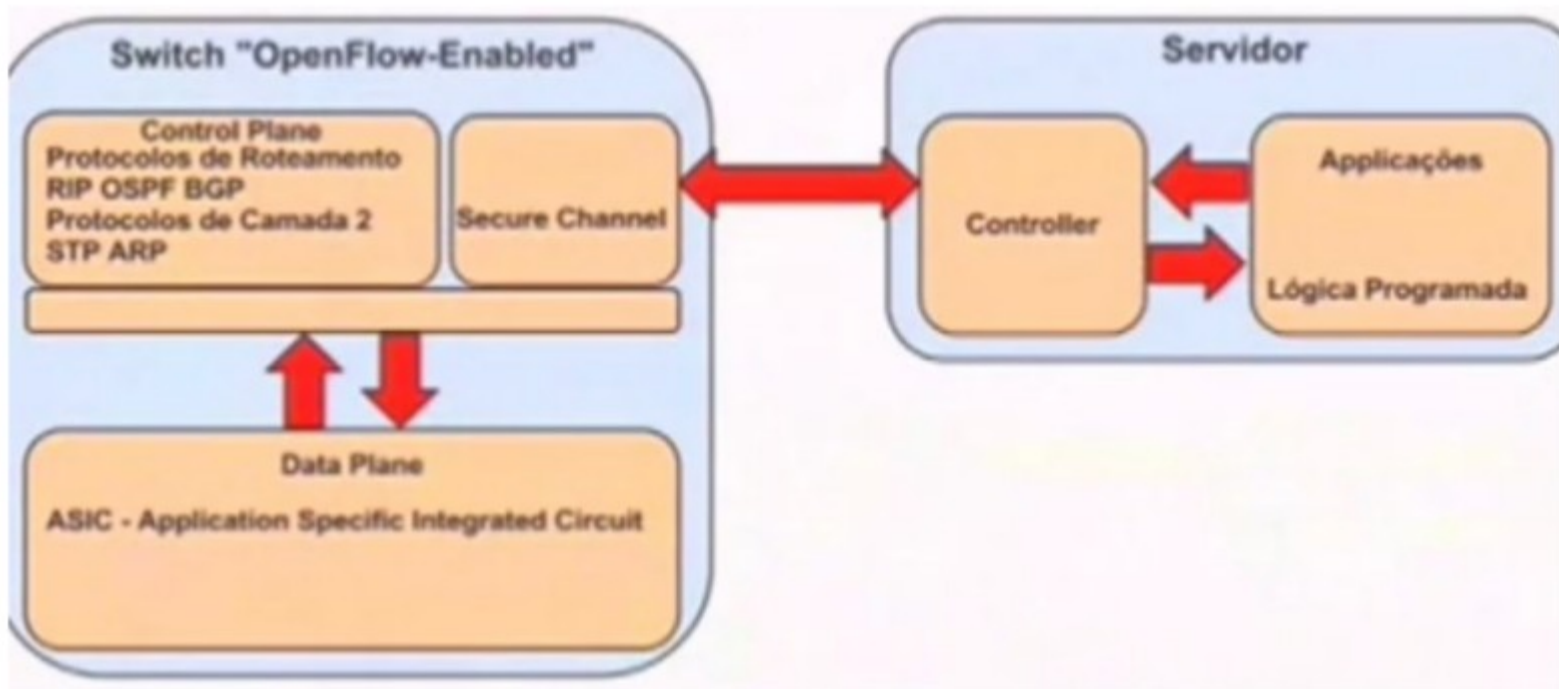 Switch "OpenFlow-Enabled"
Control Plane
Protocolos de Roteamento
RIP OSPF BGP
Protocolos de Camada 2
STP ARP
Secure Channel
Data Plane
ASIC - Application Specific Integrated Circuit
Servidor
Controller
Applicações
Lógica Programada